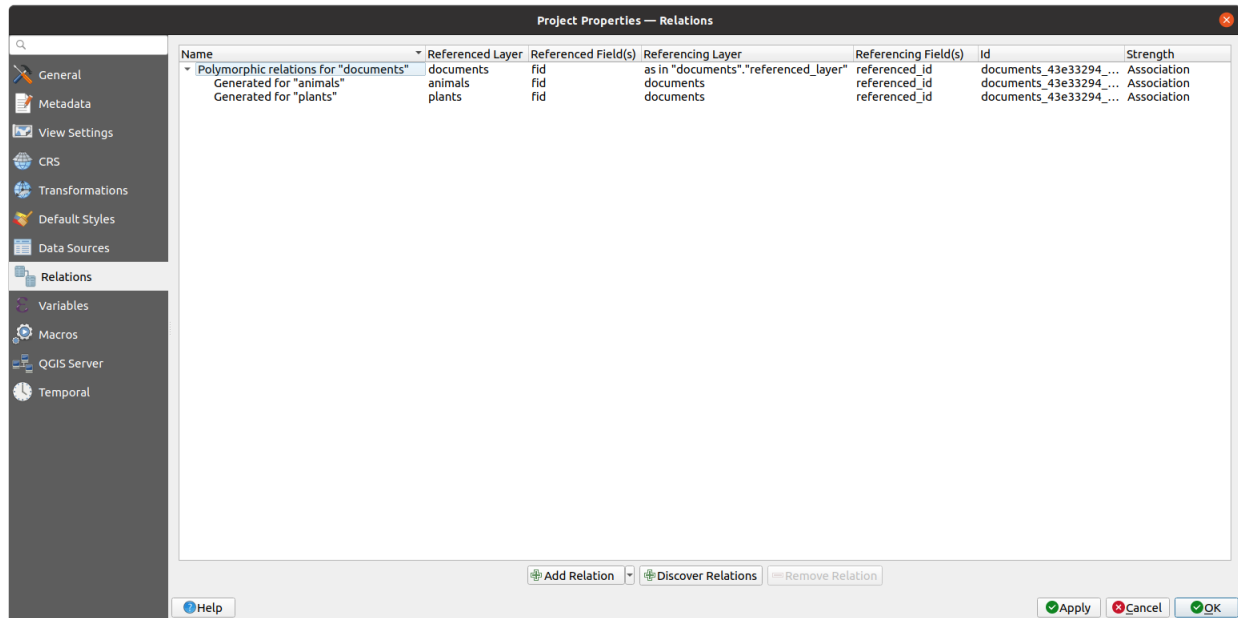 Project Properties — Relations
General
Metadata
View Settings
CRS
Transformations
Default Styles
Data Sources
Relations
Variables
Macros
QGIS Server
Temporal
Name Referenced Layer Referenced Field(s) Referencing Layer Referencing Field(s) Id Strength
Polymorphic relations for "documents" documents fid as in "documents"."referenced_layer" referenced_id documents_43e33294_... Association
Generated for "animals" animals fid documents referenced_id documents_43e33294_... Association
Generated for "plants" plants fid documents referenced_id documents_43e33294_... Association
Add Relation Discover Relations Remove Relation
Help Apply Cancel OK